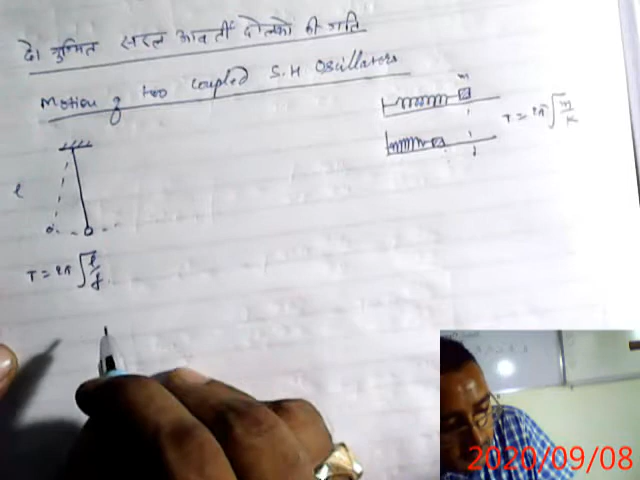 दो युग्मित सरल आवर्ती दोलको की गति
Motion of two coupled S.H Oscillators
m
T = 2π√m/K
l
T = 2π√l/g
2020/09/08